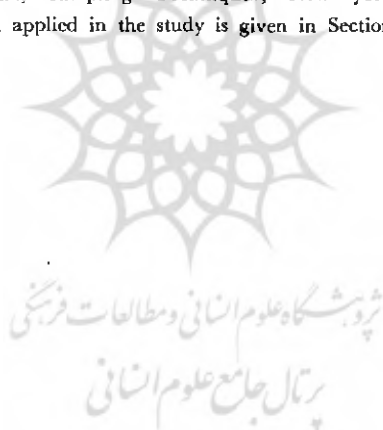 applied in the study is given in Section
پژوهشگاه علوم انسانی و مطالعات فرهنگی
پرتال جامع علوم انسانی